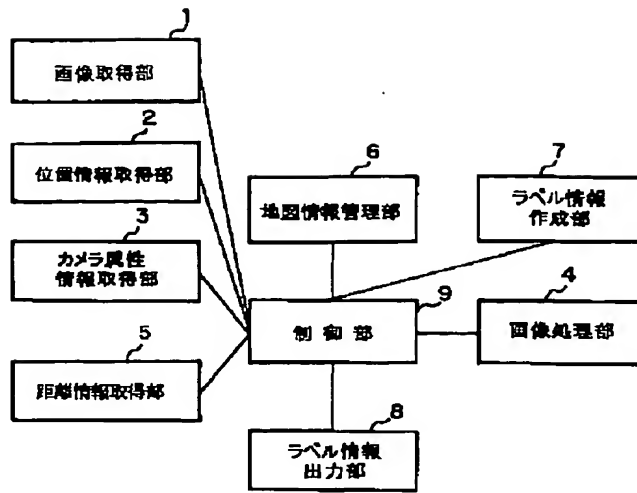 1
画像取得部
2
位置情報取得部
3
カメラ属性
情報取得部
5
距離情報取得部
6
地図情報管理部
7
ラベル情報
作成部
9
制御部
4
画像処理部
8
ラベル情報
出力部